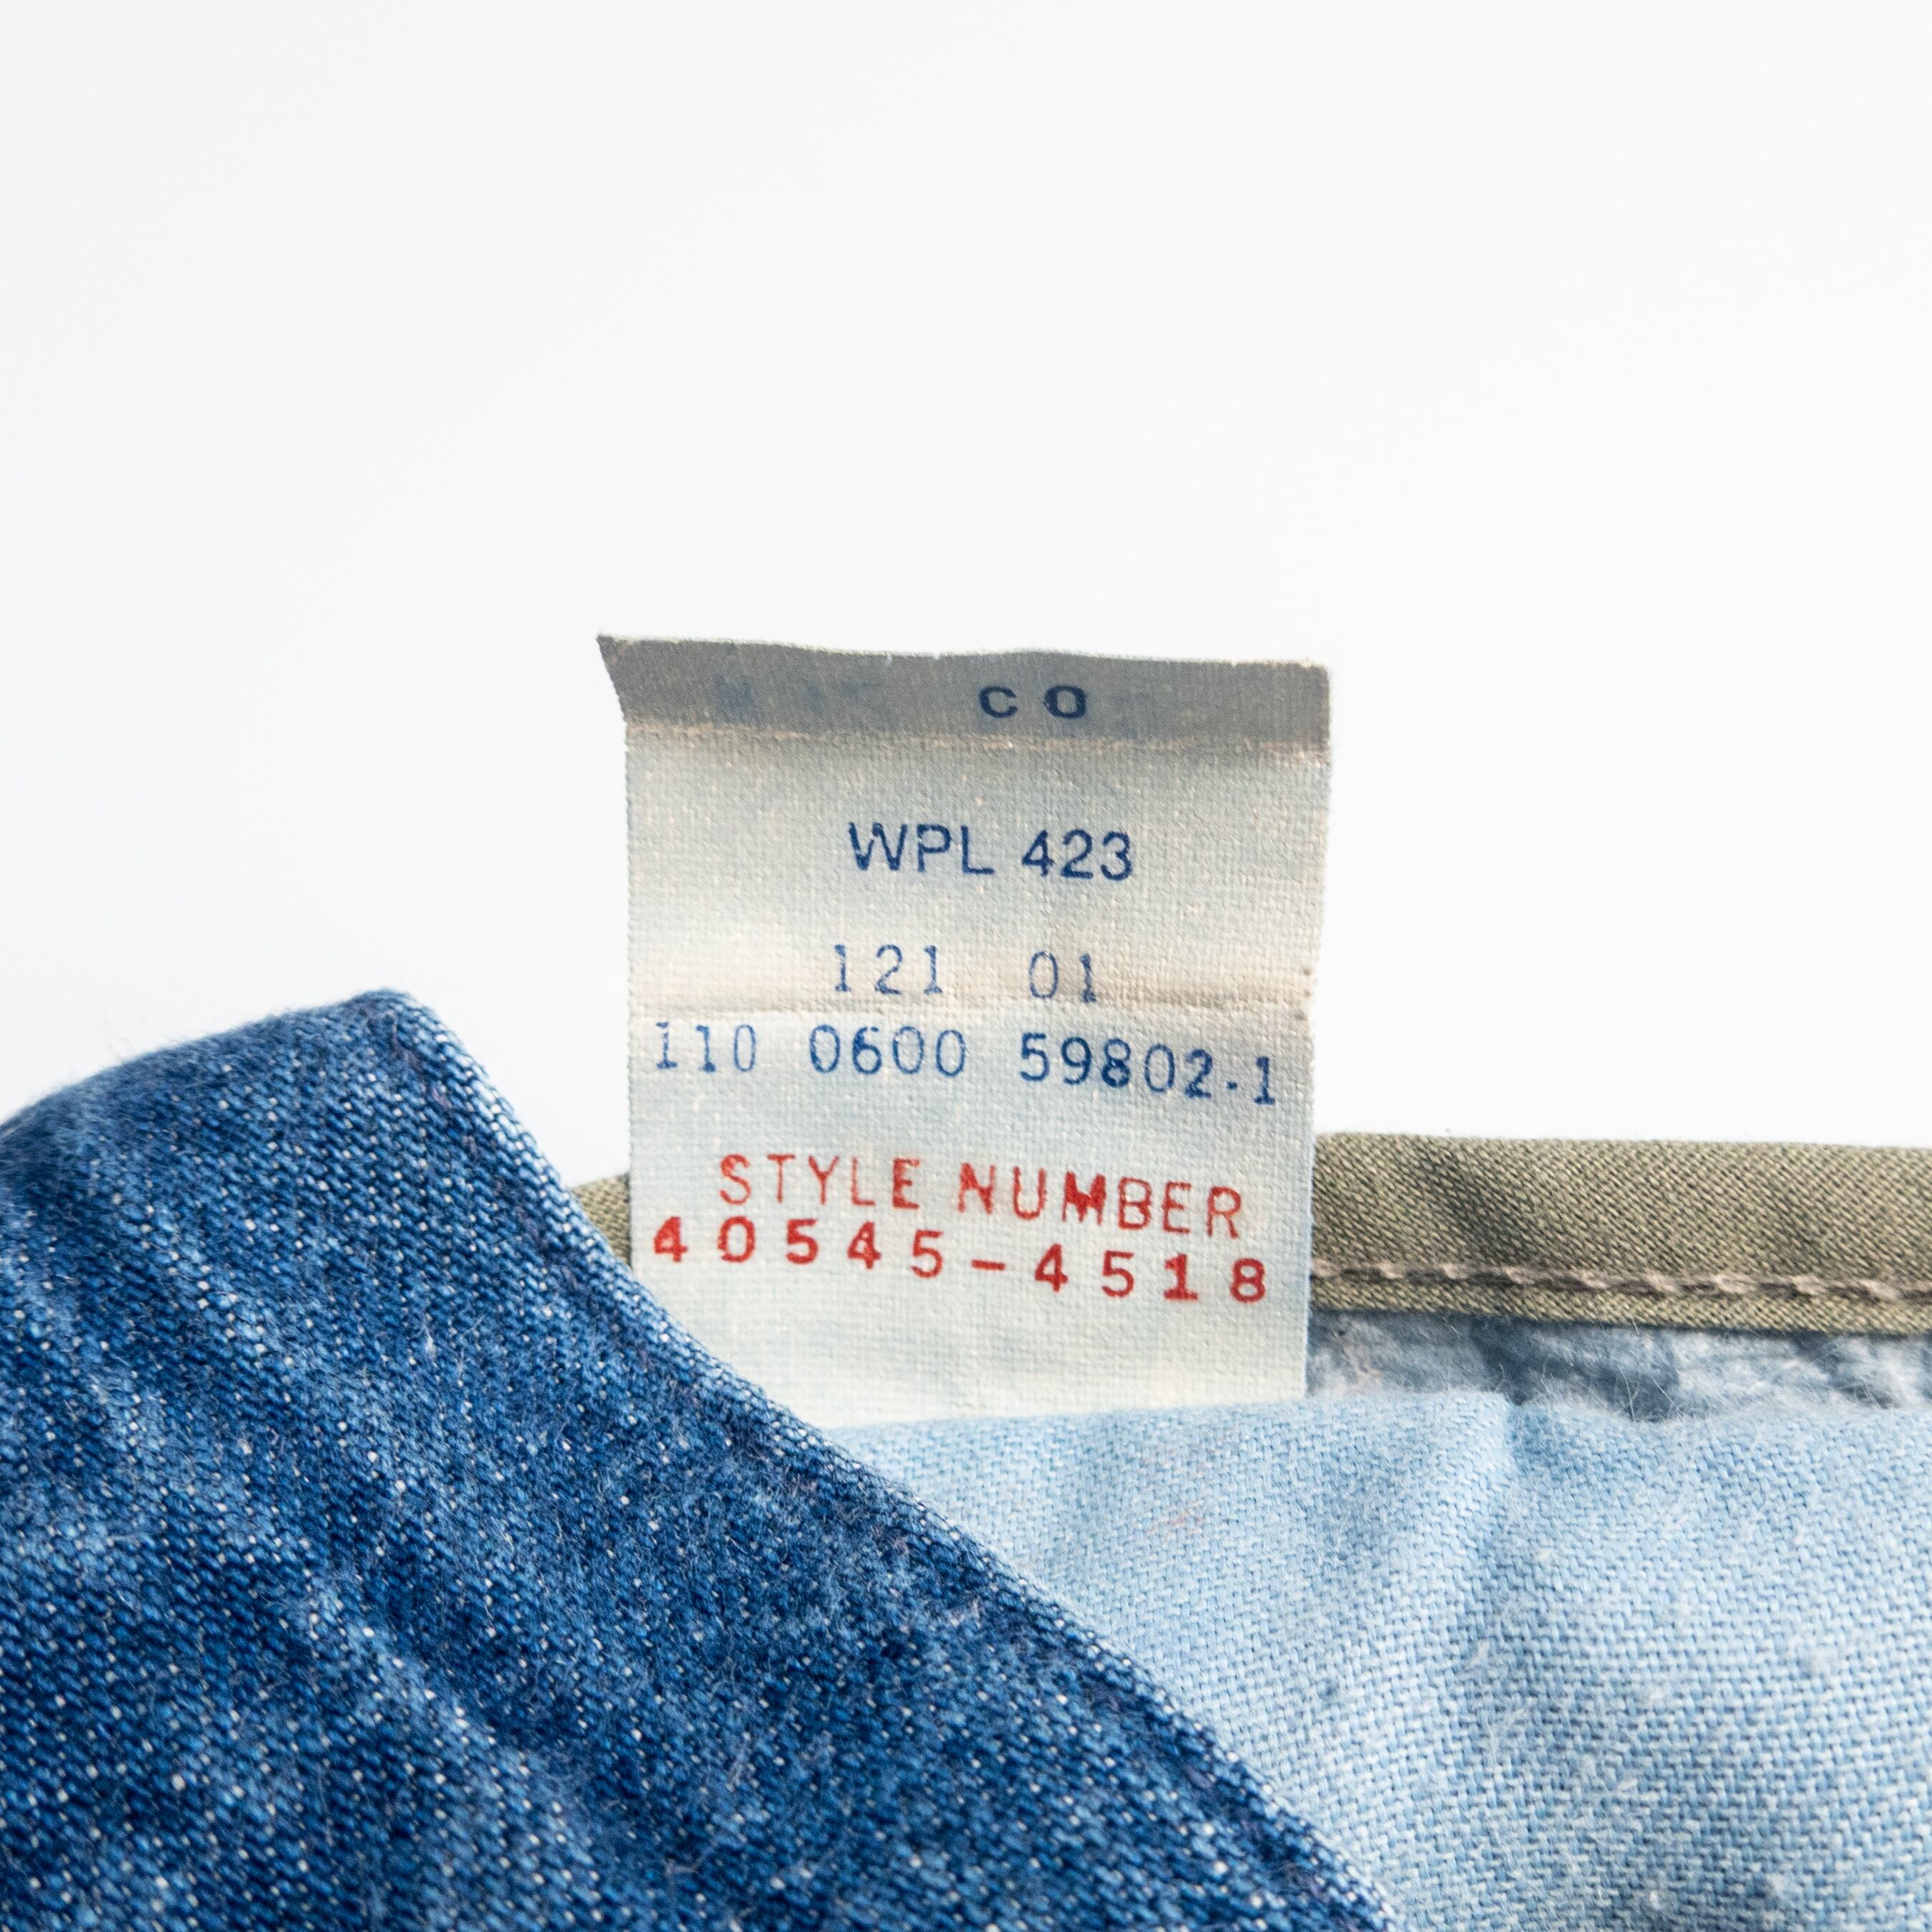 CO
WPL 423
121 01
110 0600 59802.1
STYLE NUMBER
40545-4518